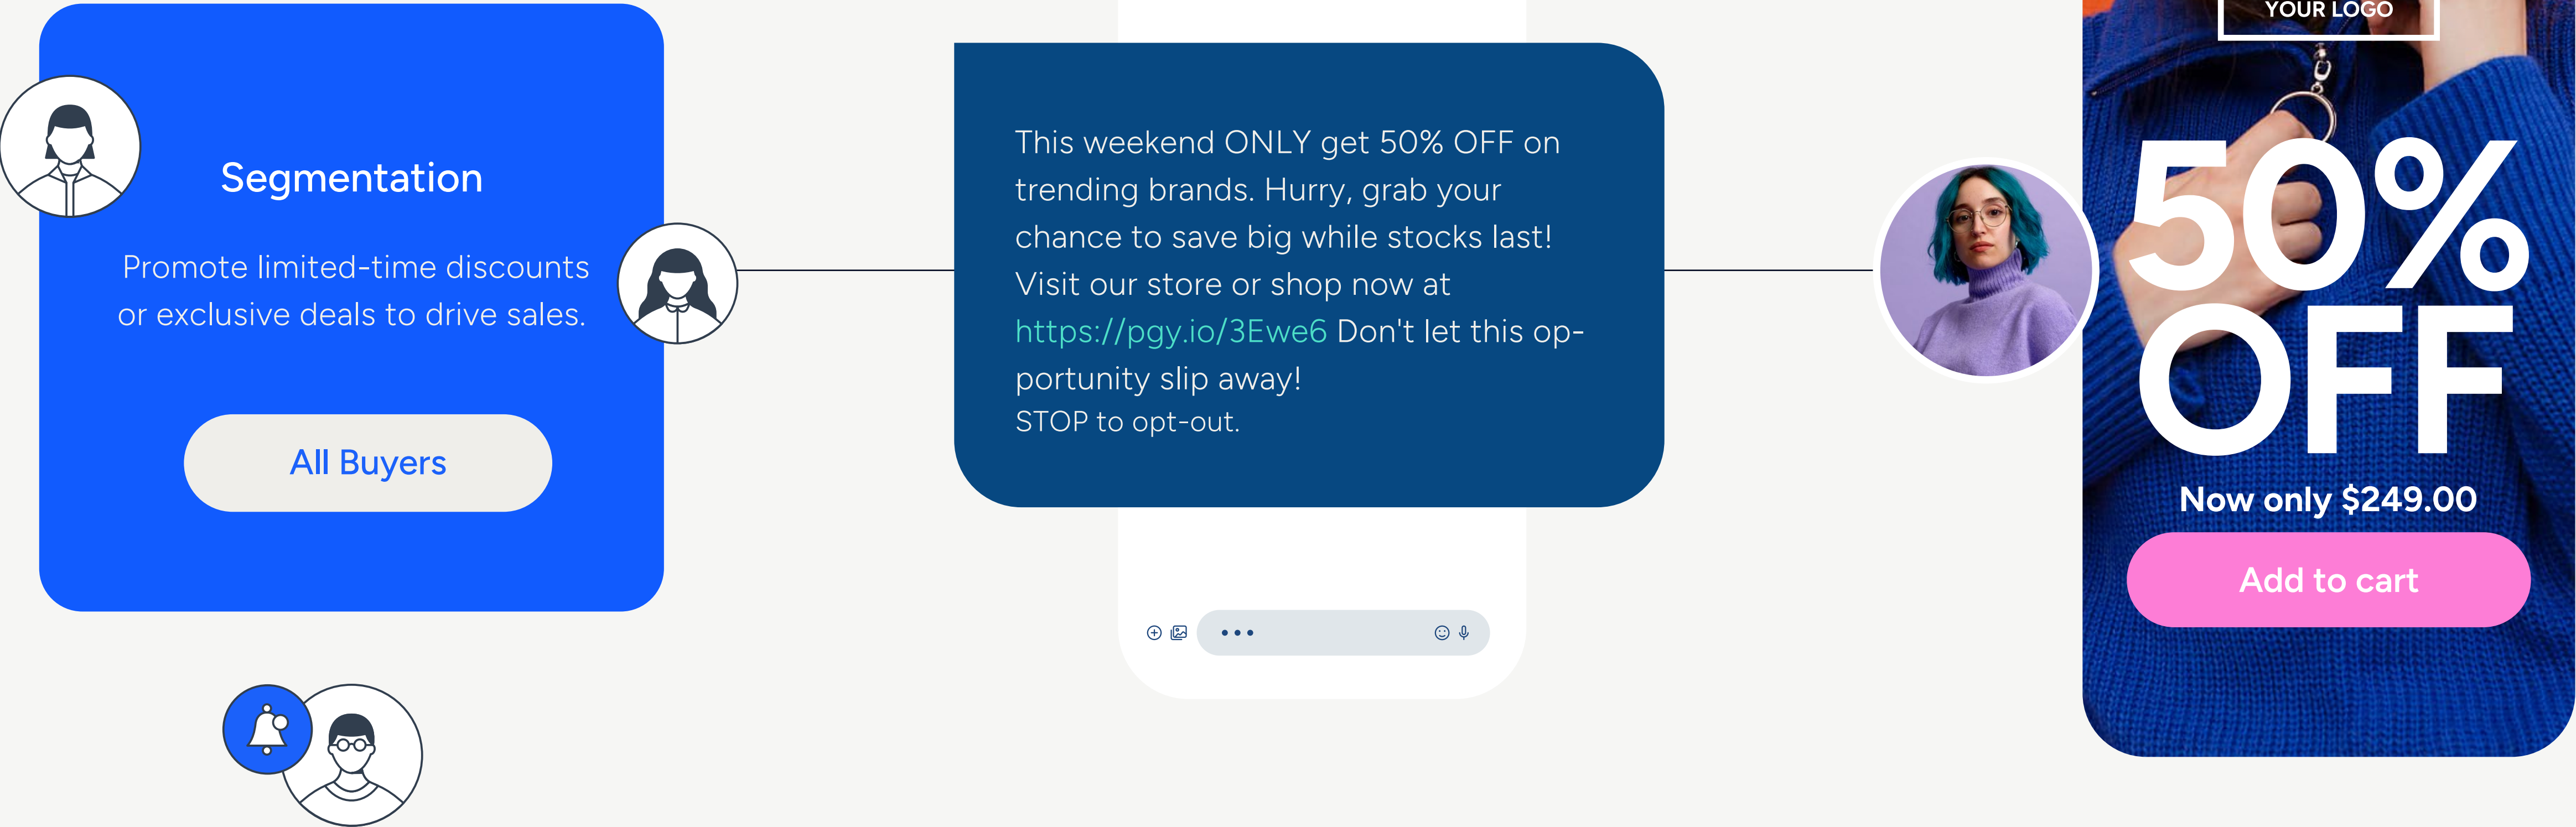 Segmentation
Promote limited-time discounts
or exclusive deals to drive sales.
All Buyers
This weekend ONLY get 50% OFF on
trending brands. Hurry, grab your
chance to save big while stocks last!
Visit our store or shop now at
https://pgy.io/3Ewe6 Don't let this op-
portunity slip away!
STOP to opt-out.
YOUR LOGO
50%
OFF
Now only $249.00
Add to cart